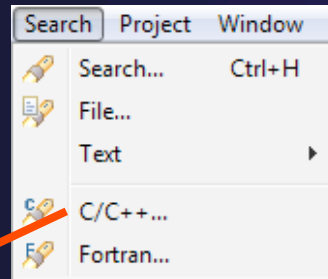 Search Project Window
Search... Ctrl+H
File...
Text
C C/C++...
F Fortran...